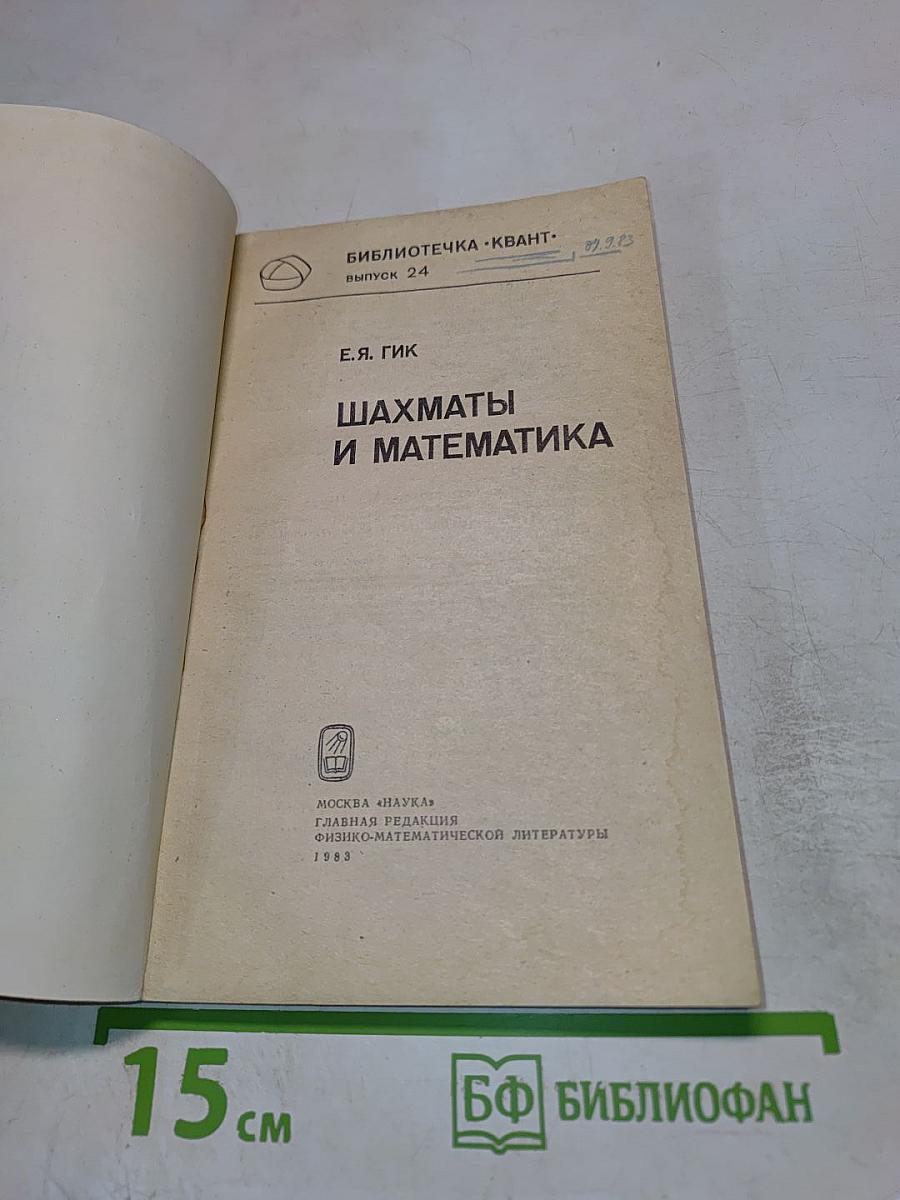 БИБЛИОТЕЧКА •КВАНТ•
ВЫПУСК 24
Е.Я. ГИК
ШАХМАТЫ
И МАТЕМАТИКА
МОСКВА «НАУКА»
ГЛАВНАЯ РЕДАКЦИЯ
ФИЗИКО-МАТЕМАТИЧЕСКОЙ ЛИТЕРАТУРЫ
1983
15 см
БФ БИБЛИОФАН